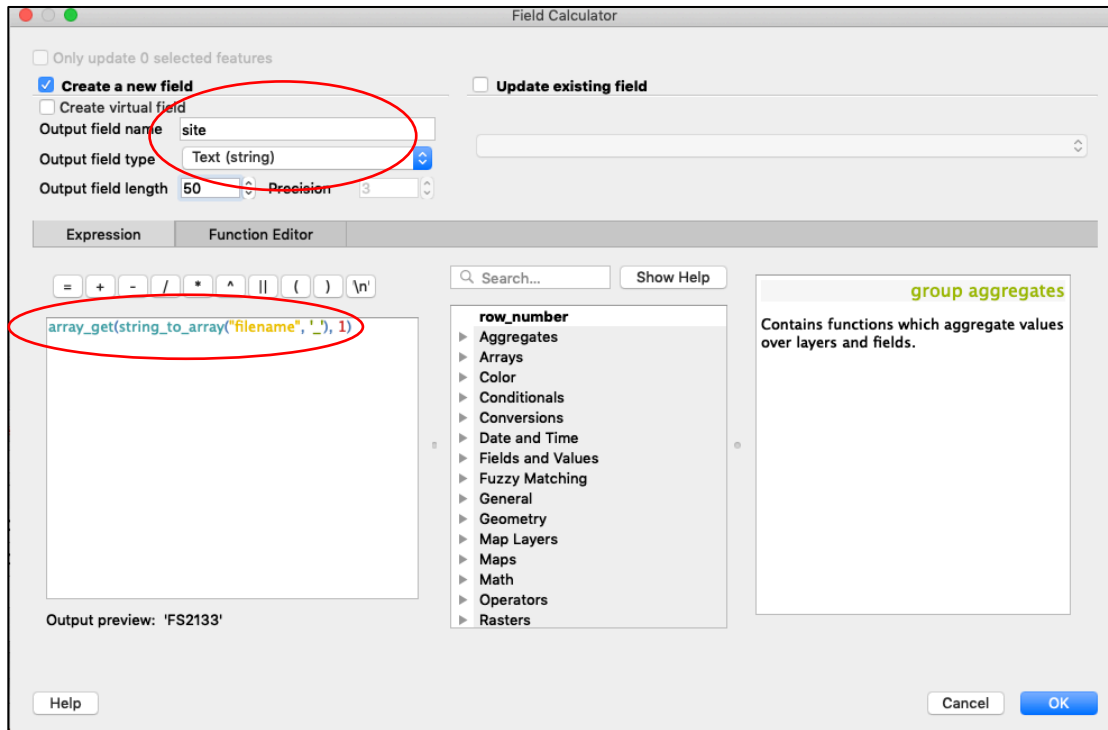 Field Calculator
Only update 0 selected features
Create a new field
Update existing field
Create virtual field
Output field name site
Output field type Text (string)
Output field length 50 Precision 3
Expression Function Editor
= + - / * ^ || ( ) \n'
Search... Show Help
array_get(string_to_array("filename", '_'), 1)
row_number
Aggregates
Arrays
Color
Conditionals
Conversions
Date and Time
Fields and Values
Fuzzy Matching
General
Geometry
Map Layers
Maps
Math
Operators
Rasters
group aggregates
Contains functions which aggregate values
over layers and fields.
Output preview: 'FS2133'
Help Cancel OK